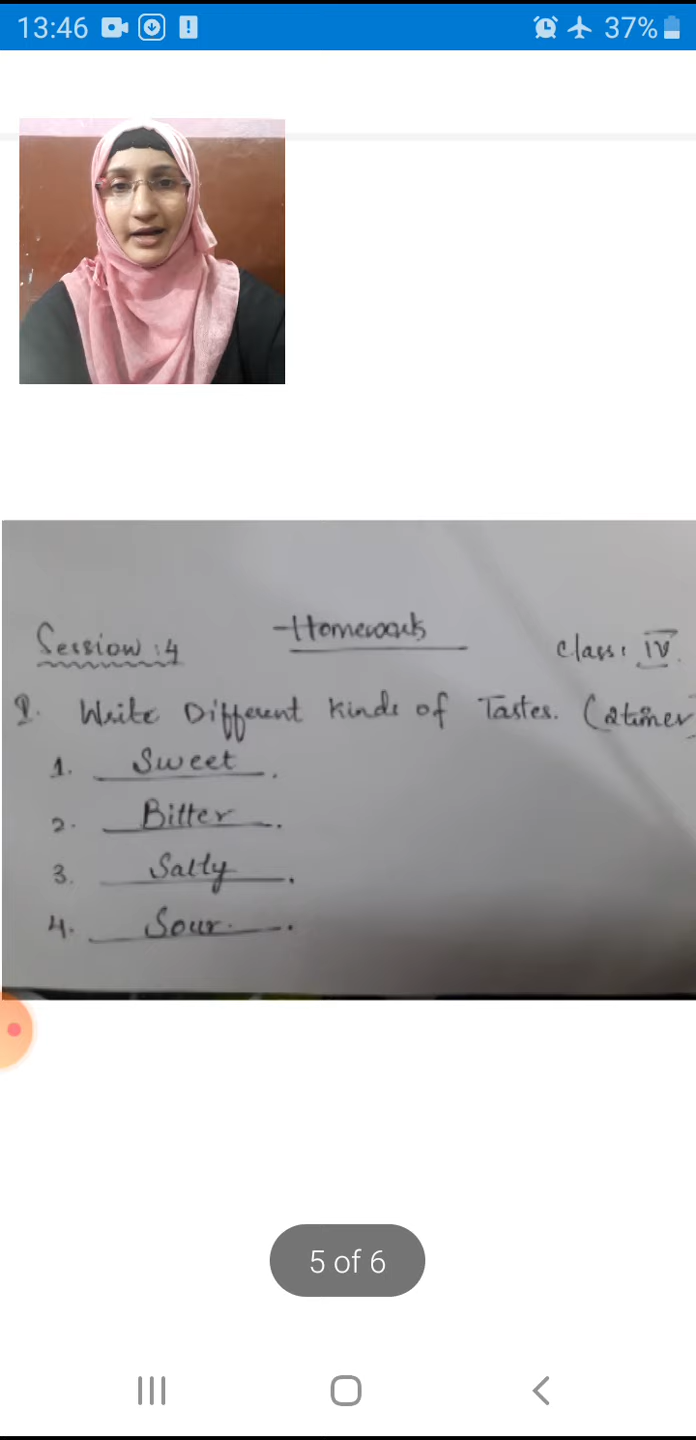 13:46
37%
Homework
Session : 4
Class : IV.
I. Write Different Kinds of Tastes. (2times)
1. Sweet.
2. Bitter.
3. Salty.
4. Sour.
5 of 6